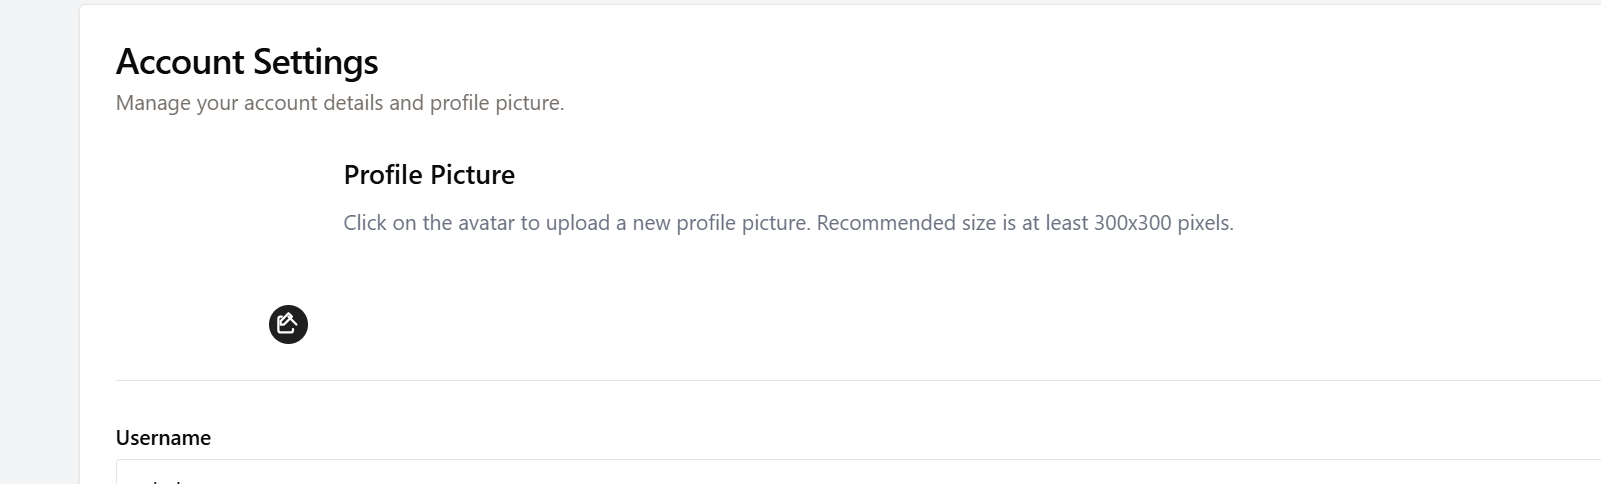 Account Settings
Manage your account details and profile picture.
Profile Picture
Click on the avatar to upload a new profile picture. Recommended size is at least 300x300 pixels.
Username